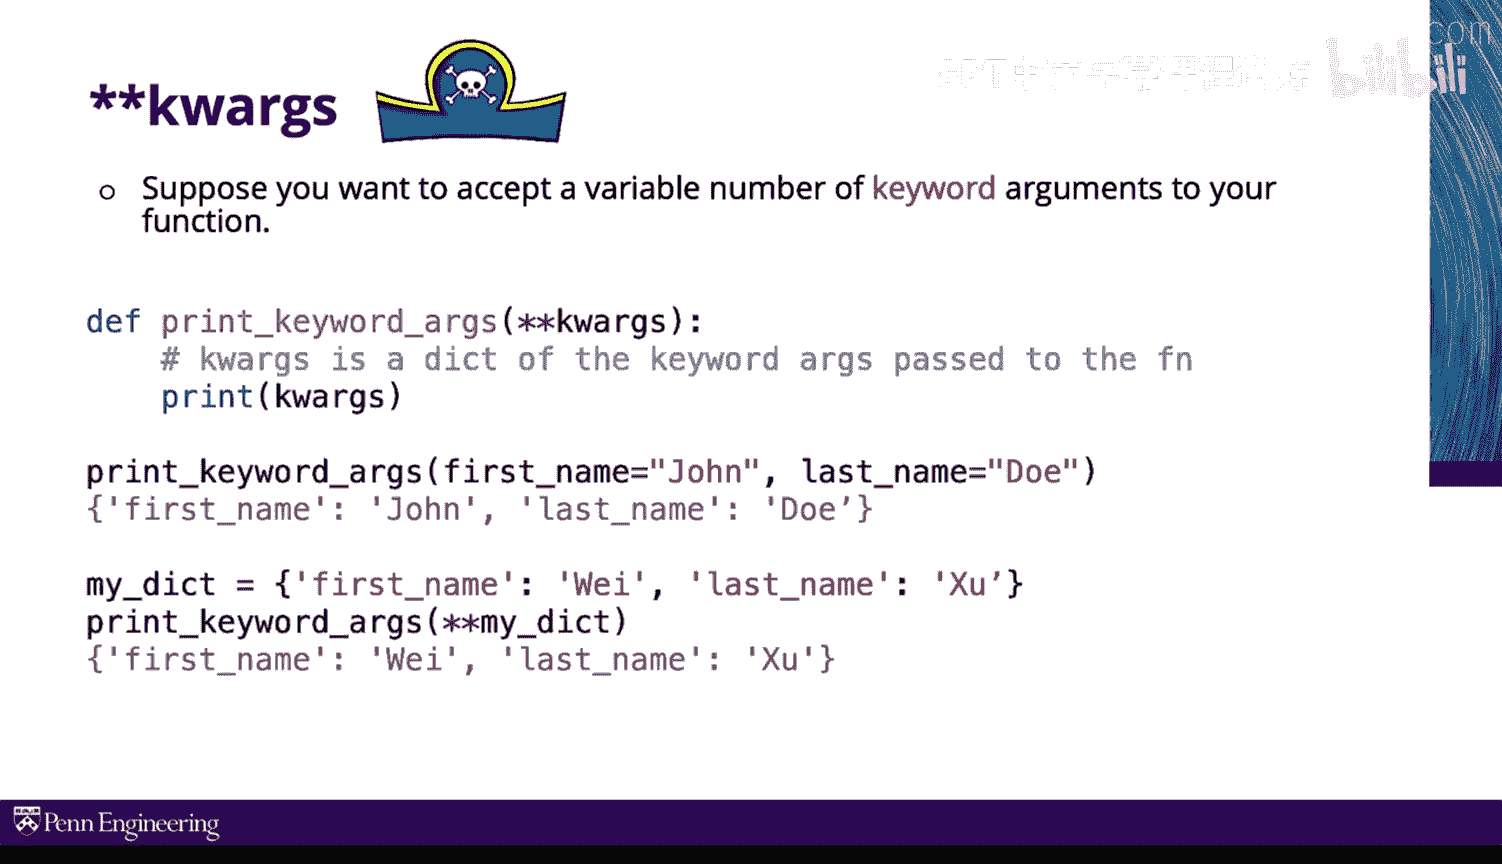 **kwargs
com
bilibili
o Suppose you want to accept a variable number of keyword arguments to your
function.
def print_keyword_args(**kwargs):
    # kwargs is a dict of the keyword args passed to the fn
    print(kwargs)
print_keyword_args(first_name="John", last_name="Doe")
{'first_name': 'John', 'last_name': 'Doe’}
my_dict = {'first_name': 'Wei', 'last_name': 'Xu’}
print_keyword_args(**my_dict)
{'first_name': 'Wei', 'last_name': 'Xu'}
Penn Engineering